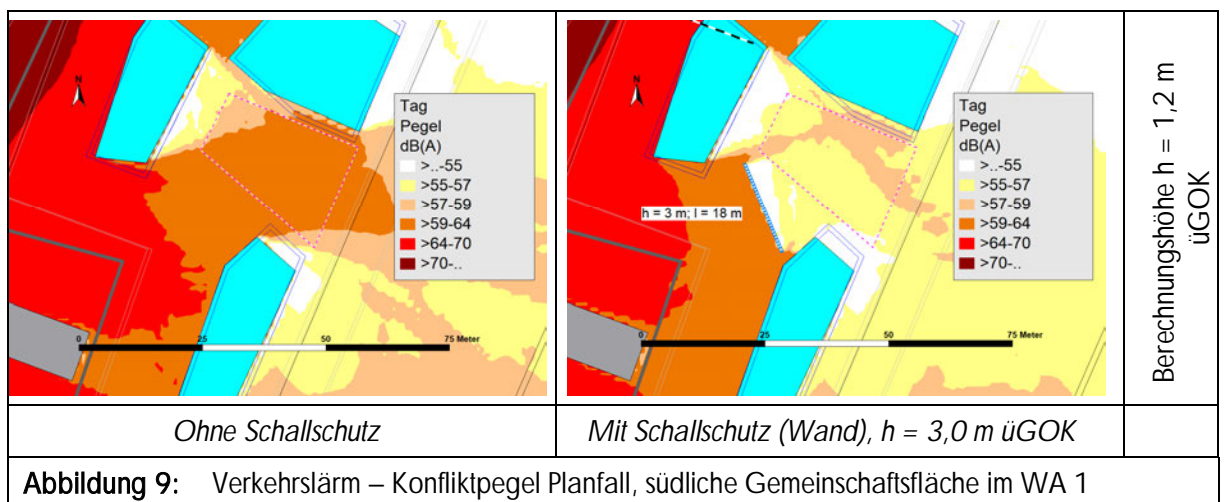 N
Tag
Pegel
dB(A)
>..-55
>55-57
>57-59
>59-64
>64-70
>70-..
0
25
50
75 Meter
N
h = 3 m; l = 18 m
Tag
Pegel
dB(A)
>..-55
>55-57
>57-59
>59-64
>64-70
>70-..
0
25
50
75 Meter
Berechnungshöhe h = 1,2 m
üGOK
Ohne Schallschutz
Mit Schallschutz (Wand), h = 3,0 m üGOK
Abbildung 9: Verkehrslärm – Konfliktpegel Planfall, südliche Gemeinschaftsfläche im WA 1